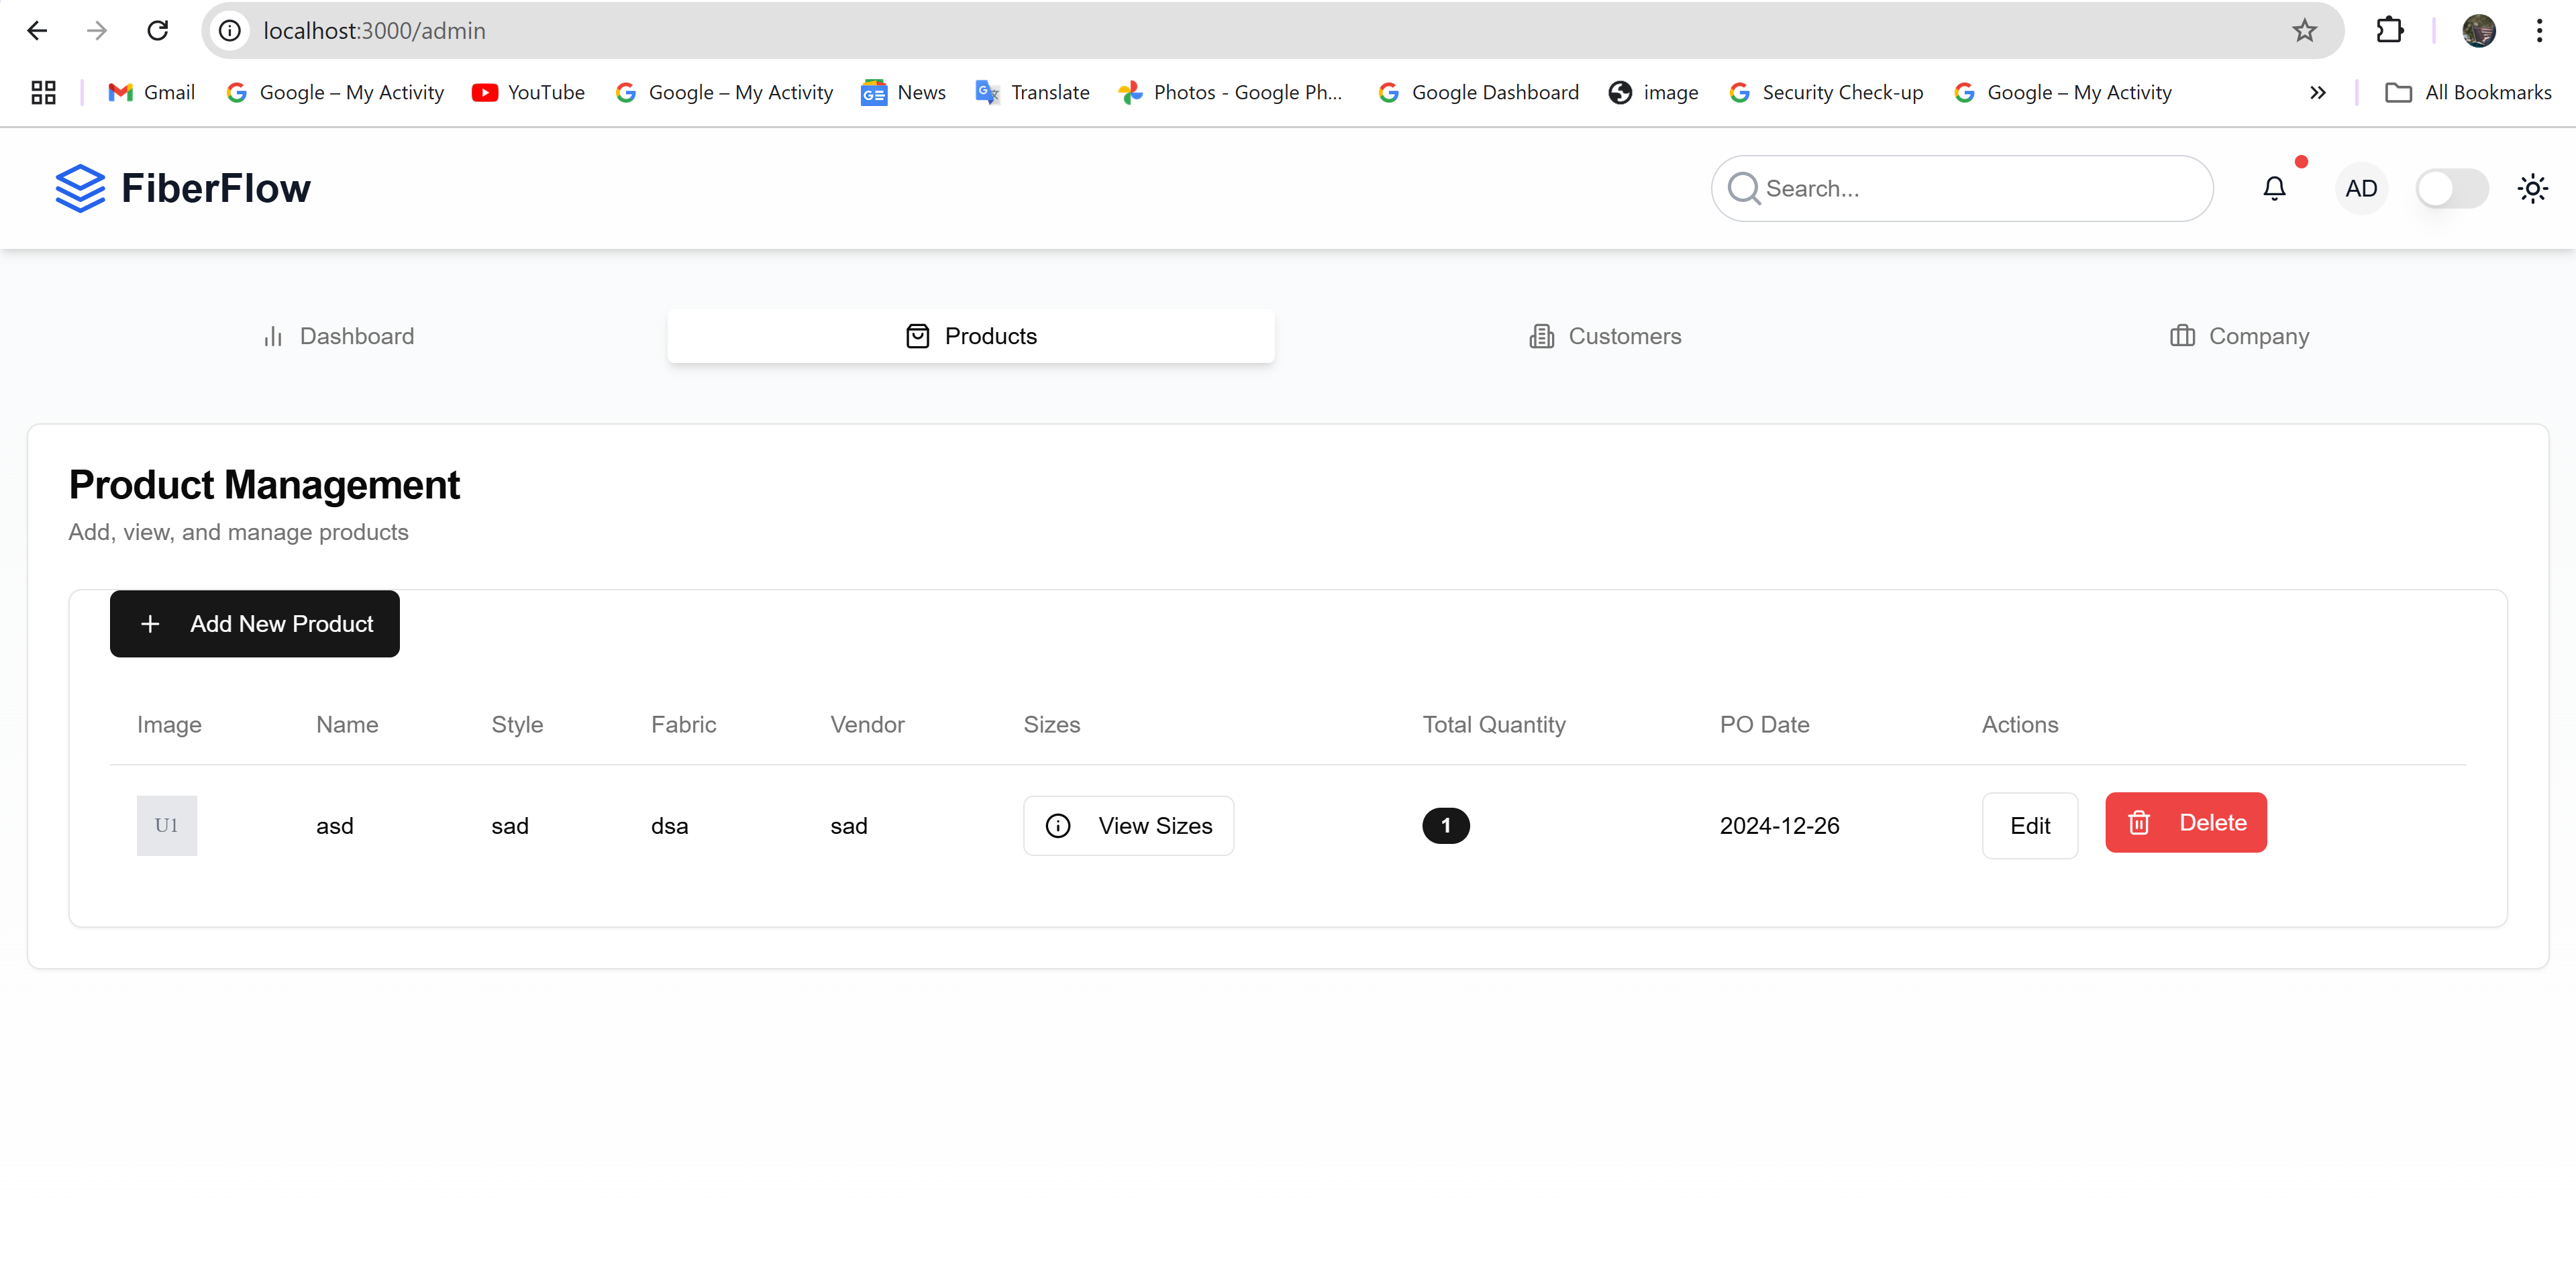 localhost:3000/admin
Gmail Google – My Activity YouTube Google – My Activity News Translate Photos - Google Ph... Google Dashboard image Security Check-up Google – My Activity All Bookmarks
FiberFlow Search... AD
Dashboard Products Customers Company
Product Management
Add, view, and manage products
+ Add New Product
Image Name Style Fabric Vendor Sizes Total Quantity PO Date Actions
U1 asd sad dsa sad View Sizes 1 2024-12-26 Edit Delete